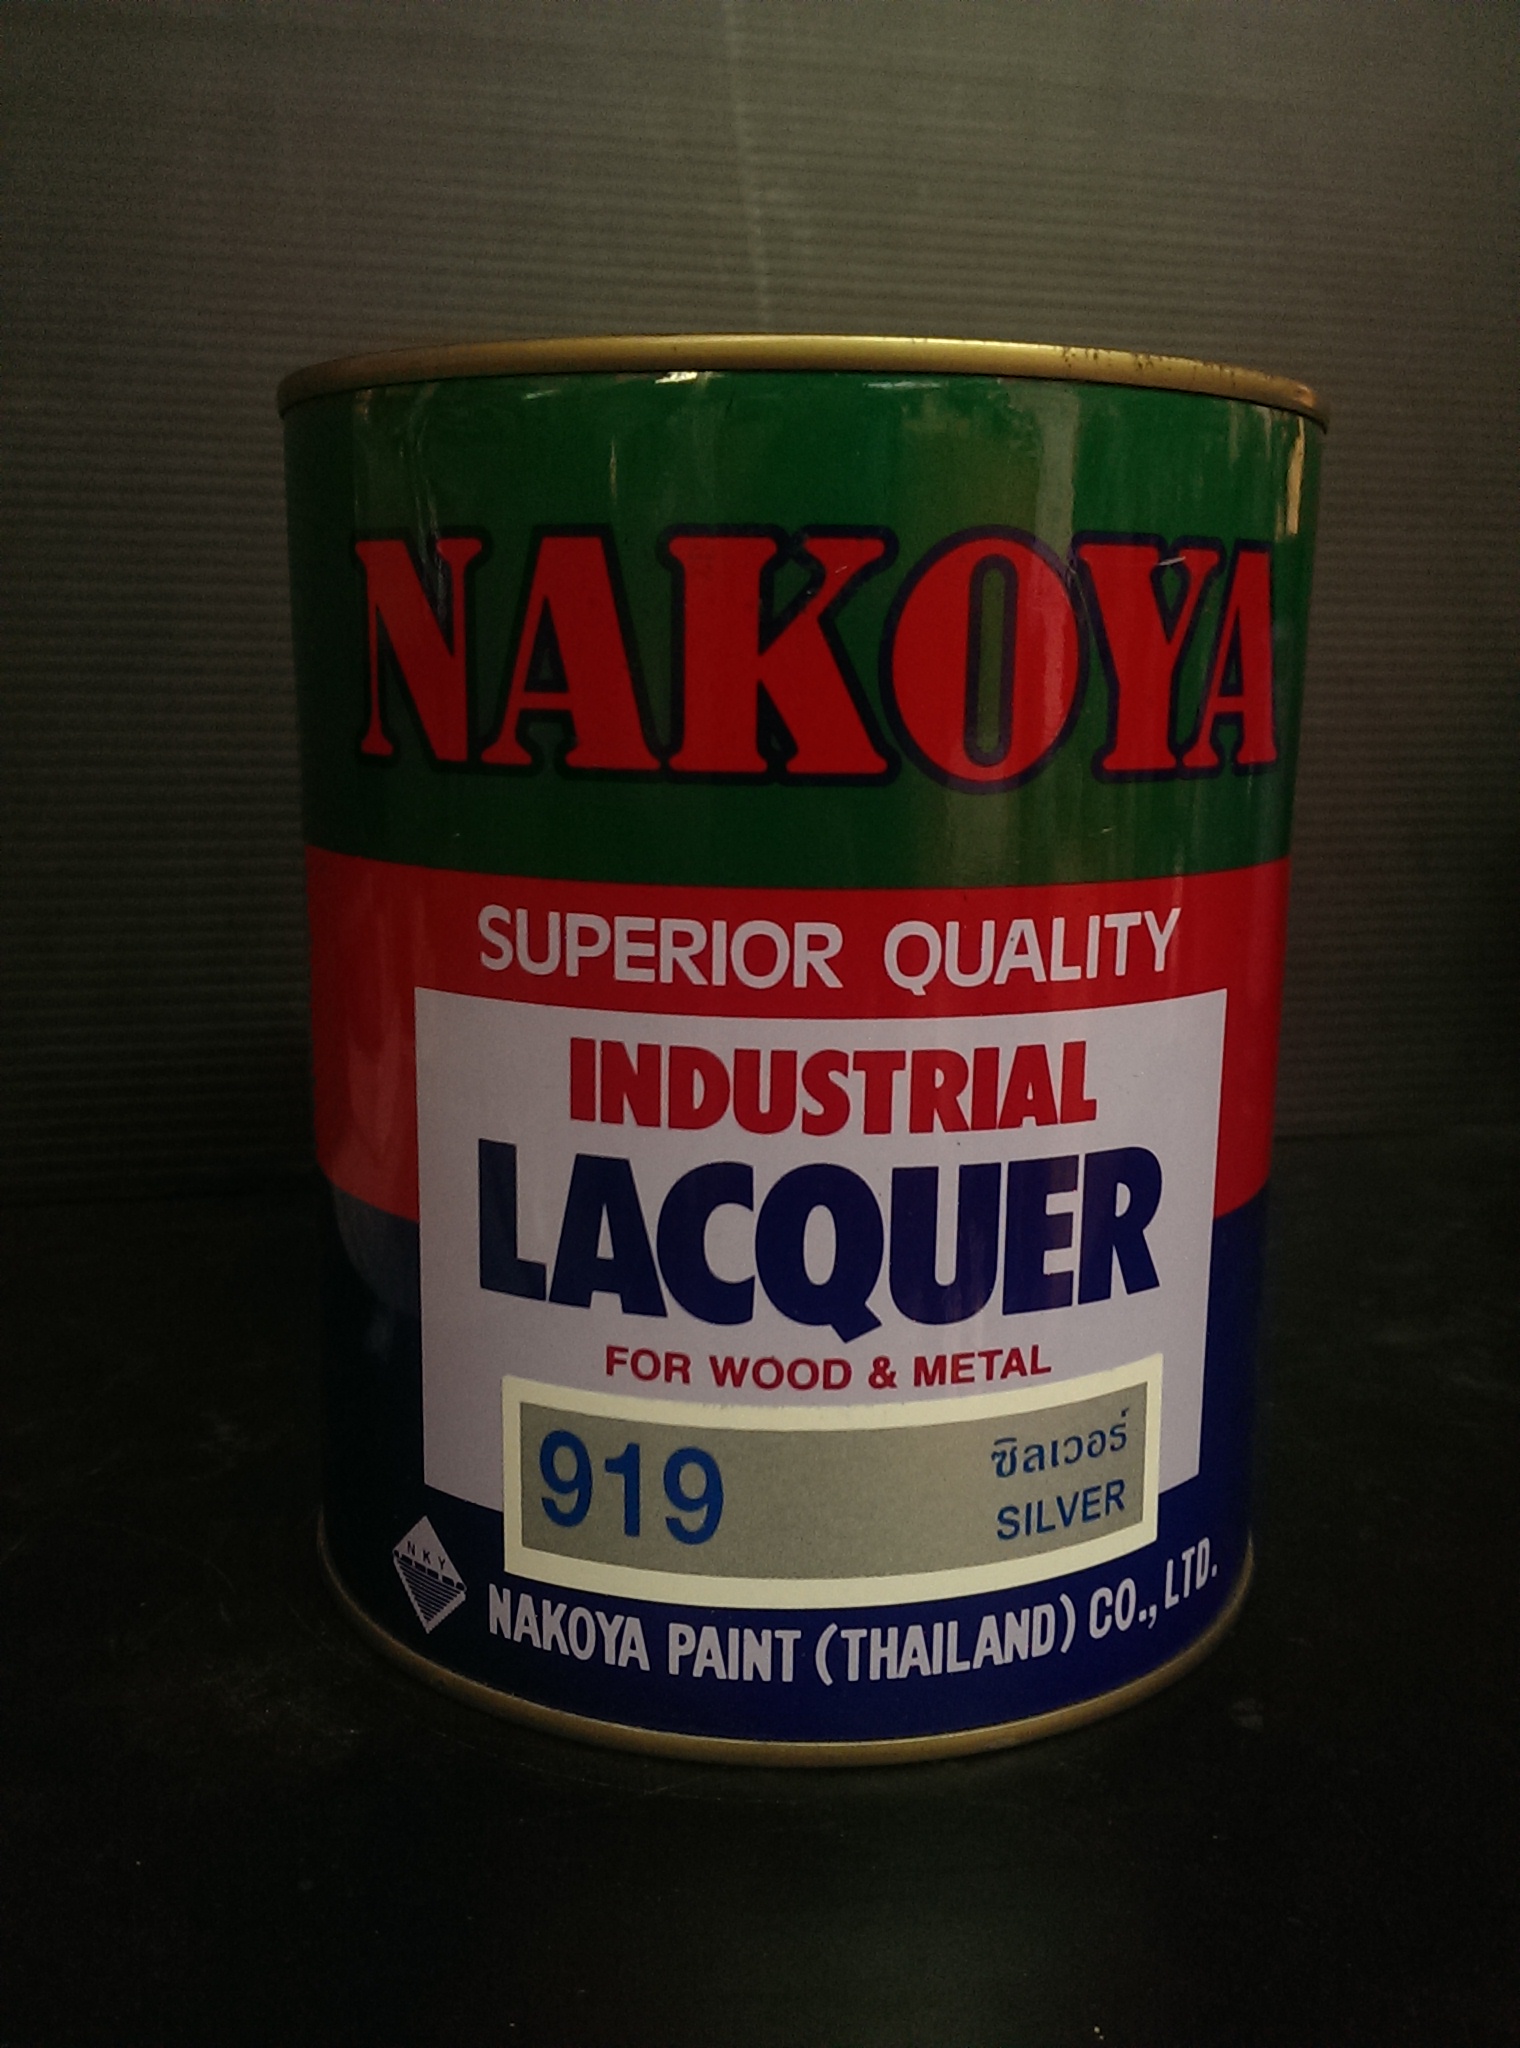 NAKOYA
SUPERIOR QUALITY
INDUSTRIAL
LACQUER
FOR WOOD & METAL
919
ซิลเวอร์
SILVER
NKY
NAKOYA PAINT (THAILAND) CO., LTD.